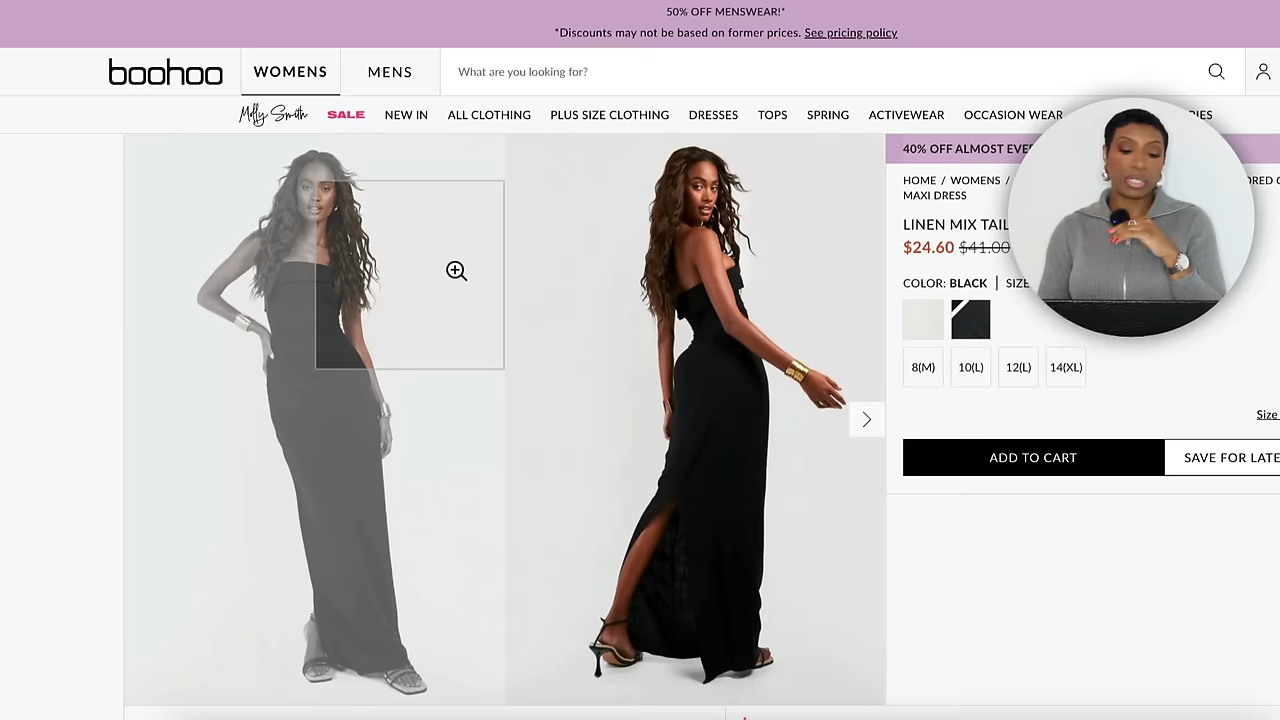 50% OFF MENSWEAR!*
*Discounts may not be based on former prices. See pricing policy
boohoo
WOMENS
MENS
What are you looking for?
Molly Smith
SALE
NEW IN
ALL CLOTHING
PLUS SIZE CLOTHING
DRESSES
TOPS
SPRING
ACTIVEWEAR
OCCASION WEAR
40% OFF ALMOST
HOME / WOMENS /
MAXI DRESS
LINEN MIX
$24.60 $41.00
COLOR: BLACK | SIZE
8(M) 10(L) 12(L) 14(XL)
Size
ADD TO CART
SAVE FOR